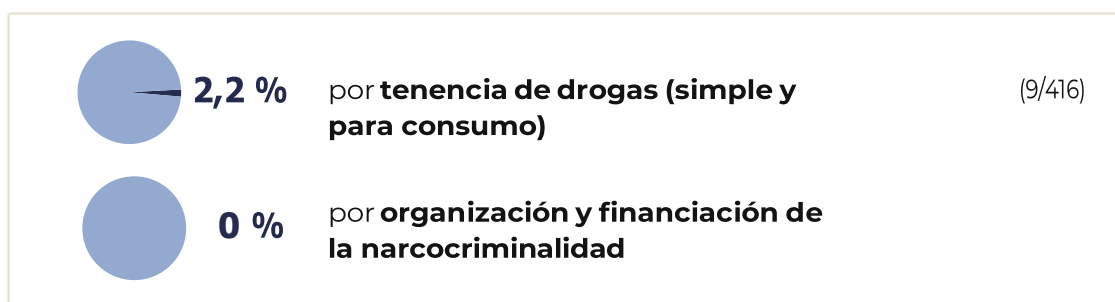 2,2 % por tenencia de drogas (simple y (9/416)
para consumo)
0 % por organización y financiación de
la narcocriminalidad